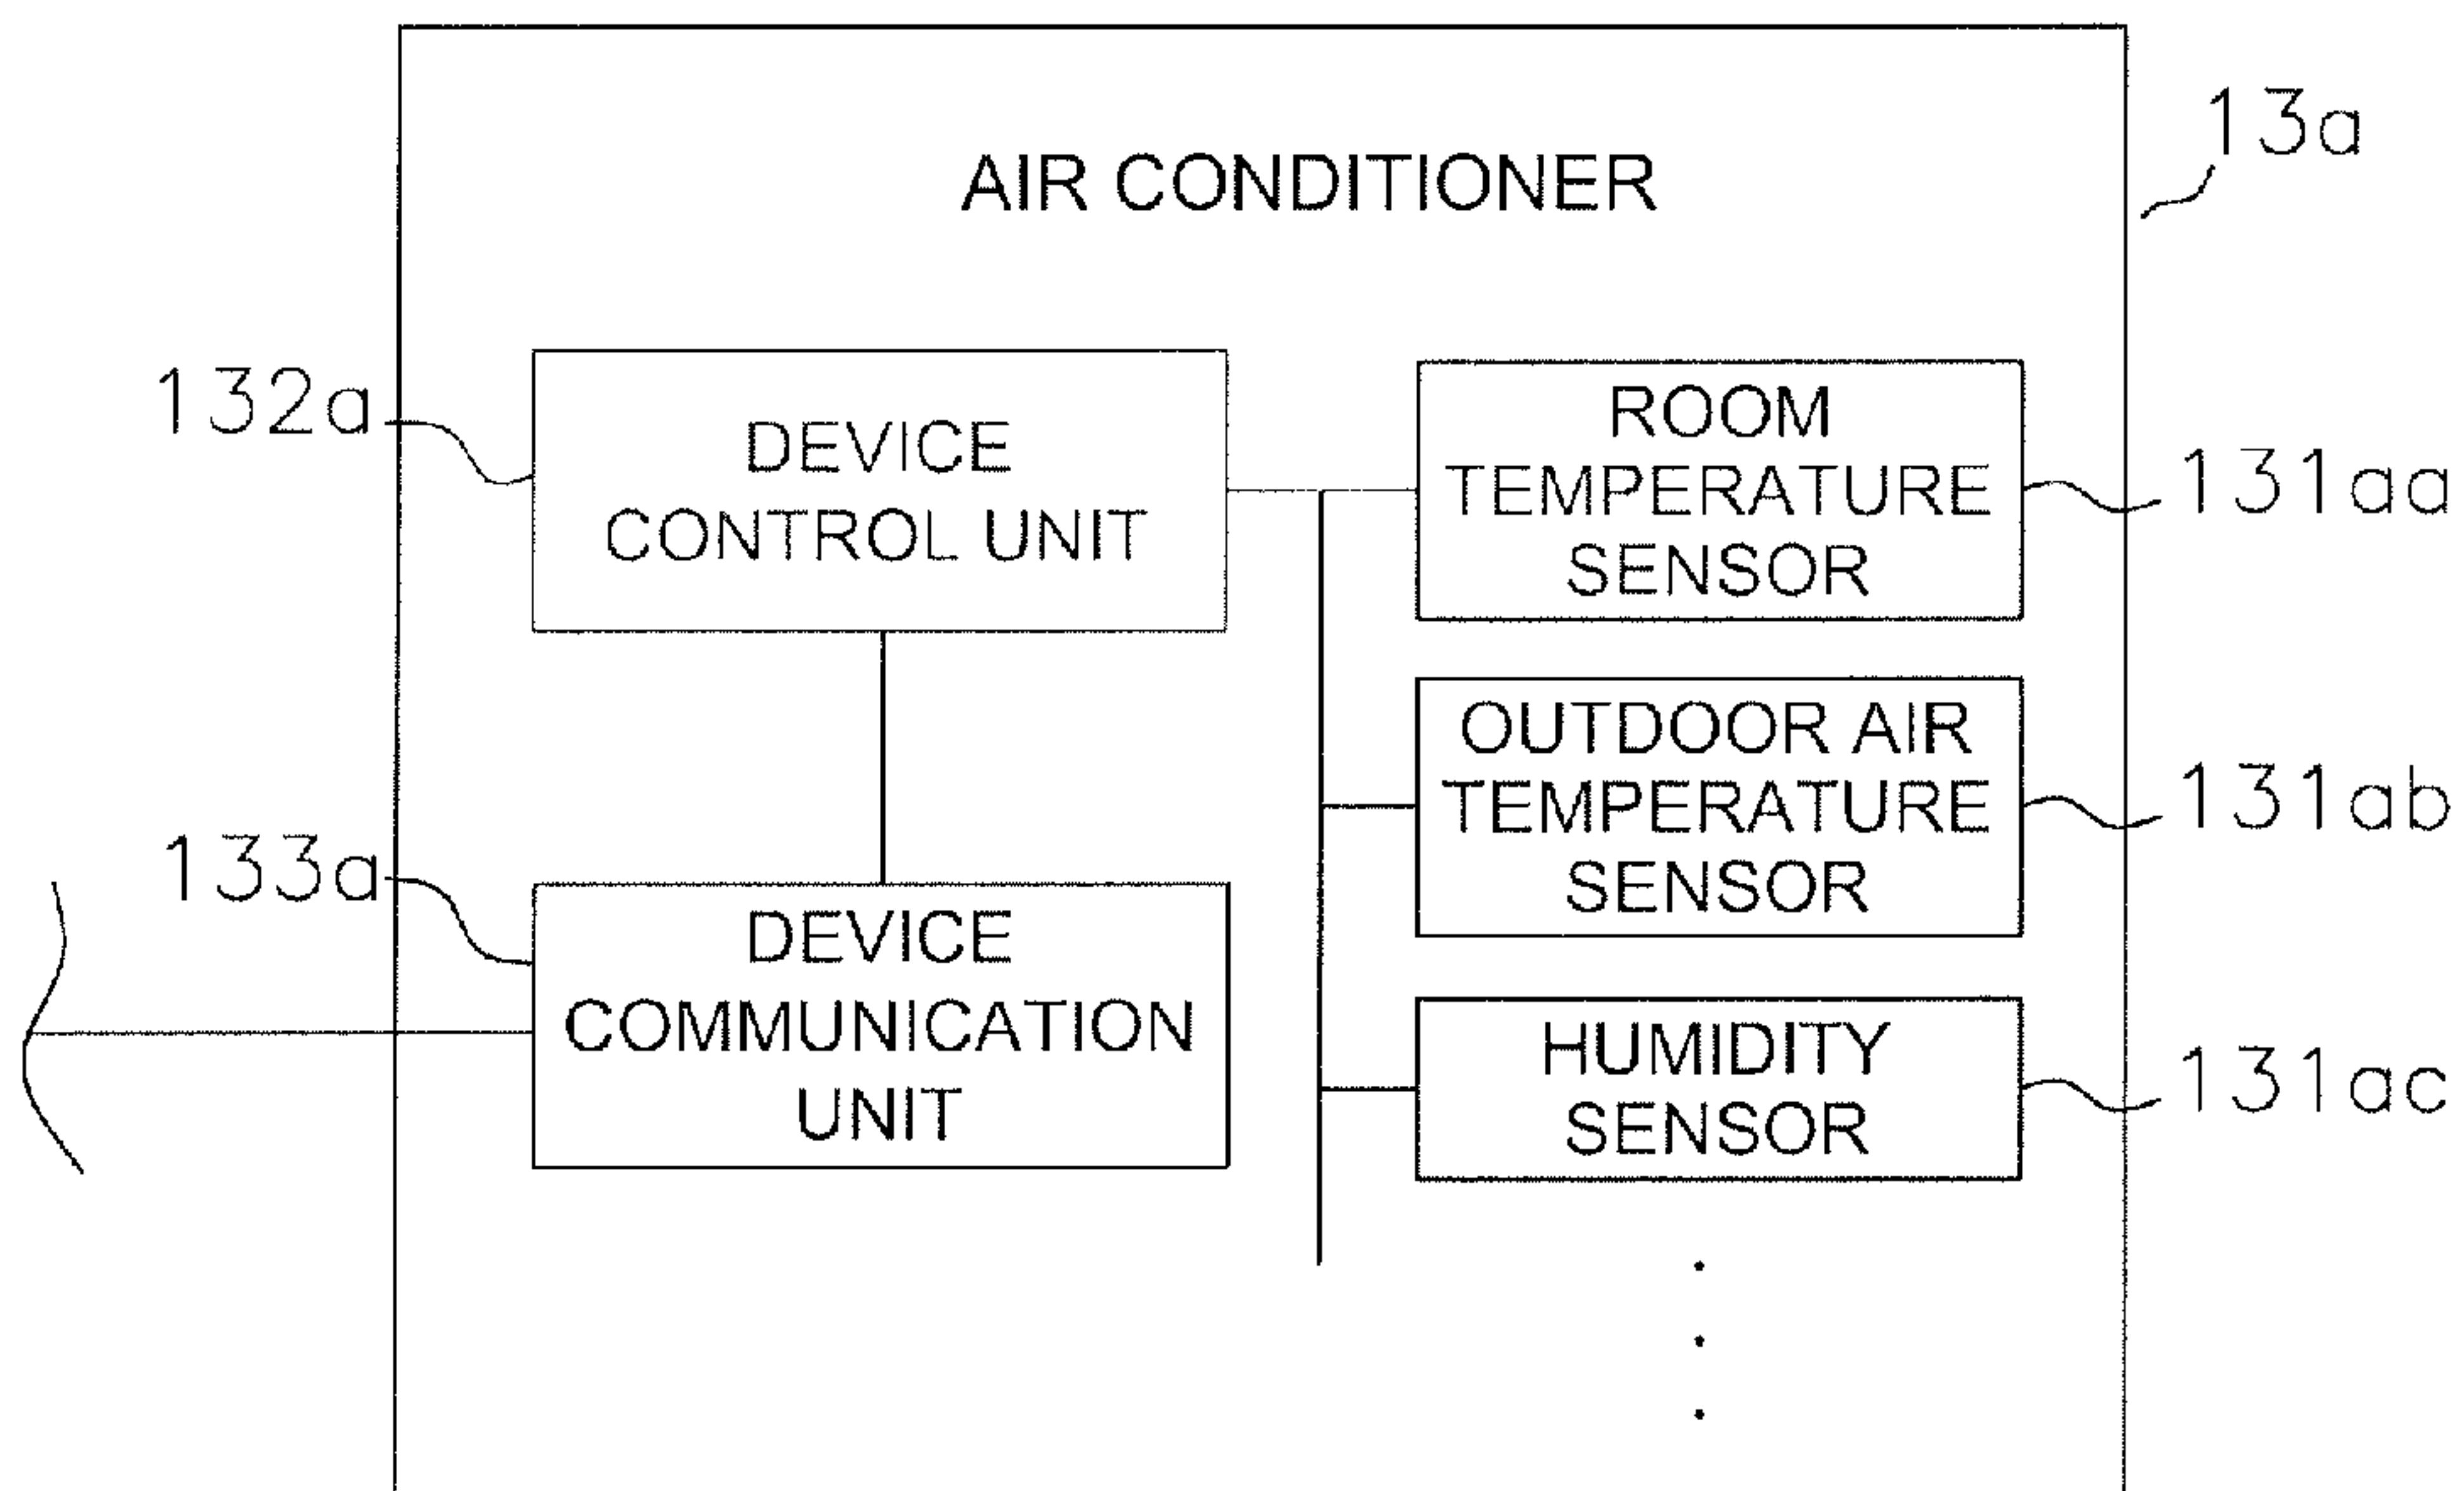 13a
AIR CONDITIONER
132a
DEVICE
CONTROL UNIT
ROOM
TEMPERATURE
SENSOR
131aa
OUTDOOR AIR
TEMPERATURE
SENSOR
131ab
133a
DEVICE
COMMUNICATION
UNIT
HUMIDITY
SENSOR
131ac